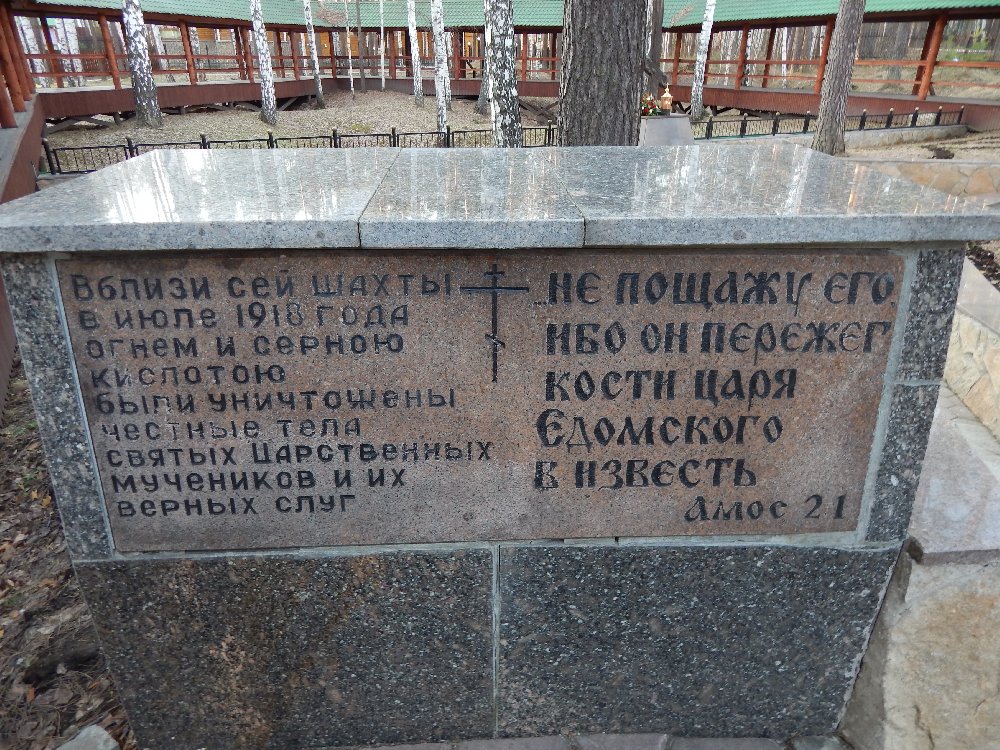 Вблизи сей шахты
в июле 1918 года
огнем и серною
кислотою
были уничтожены
честные тела
святых Царственных
мучеников и их
верных слуг
...не пощажу его
ибо он пережег
кости царя
Едомского
в известь
Амос 2 1